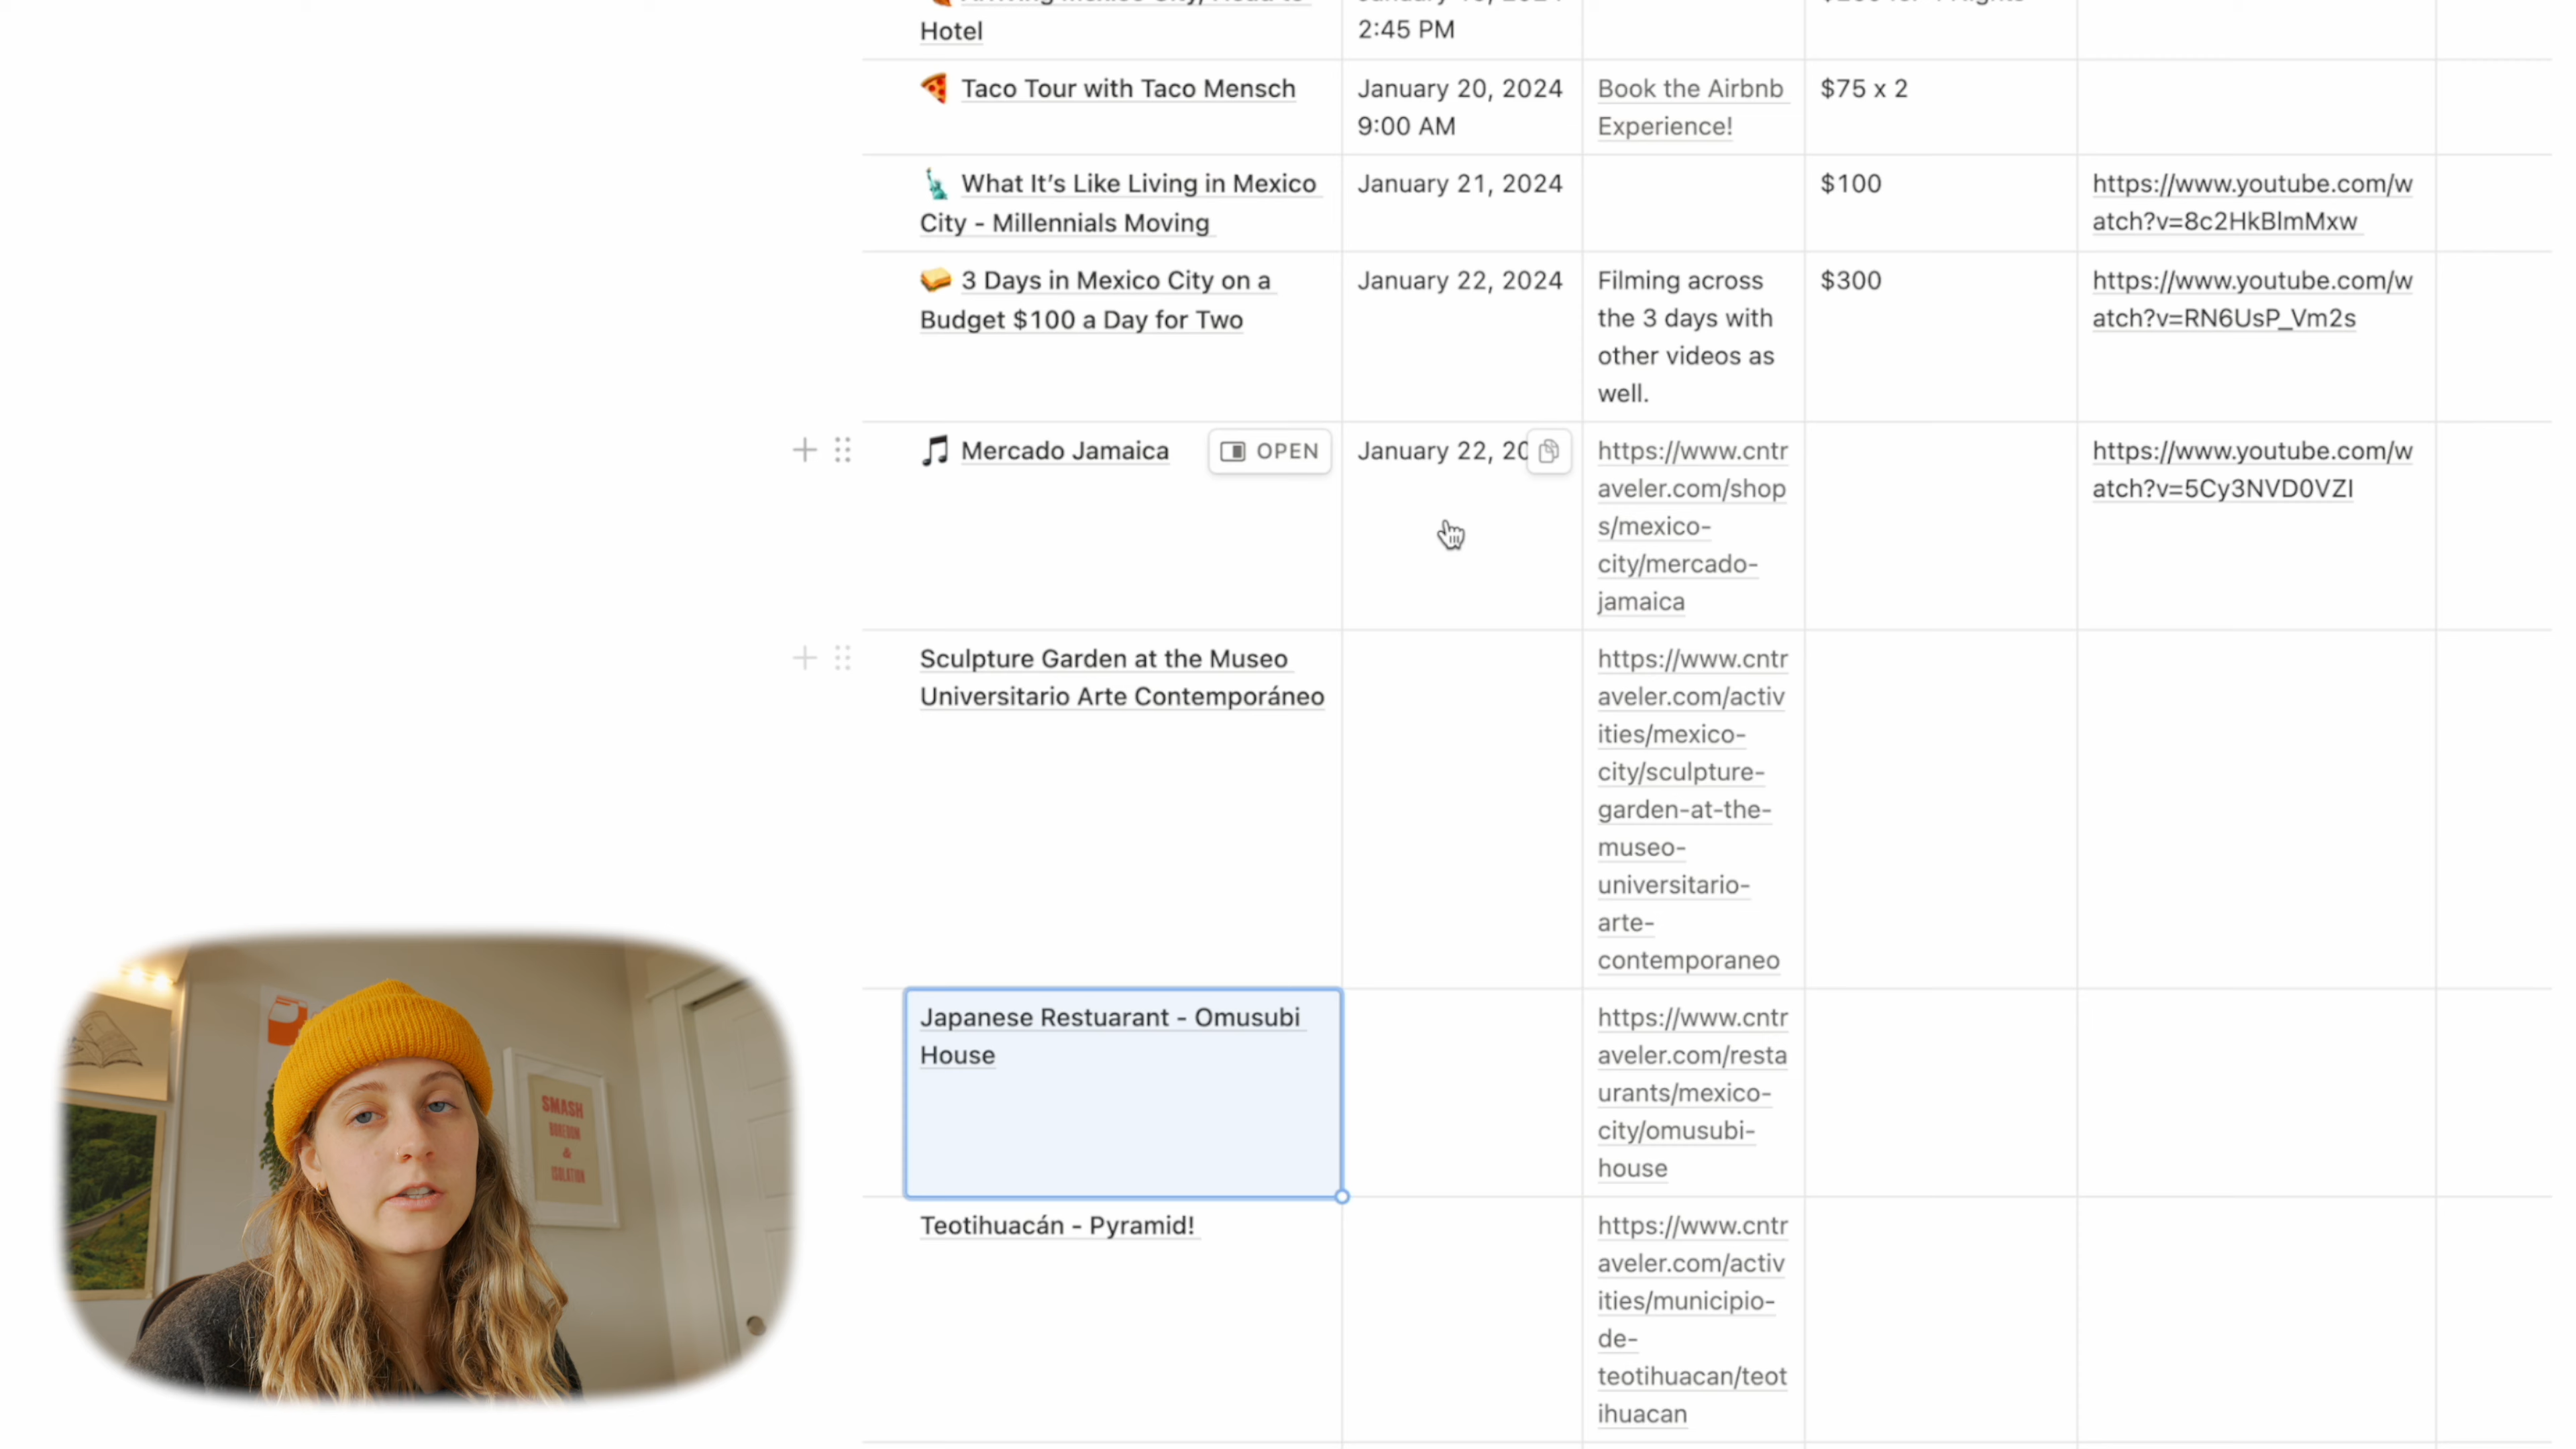 Hotel
2:45 PM
Taco Tour with Taco Mensch
January 20, 2024
9:00 AM
Book the Airbnb
Experience!
$75 x 2
What It’s Like Living in Mexico
City - Millennials Moving
January 21, 2024
$100
https://www.youtube.com/w
atch?v=8c2HkBlmMxw
3 Days in Mexico City on a
Budget $100 a Day for Two
January 22, 2024
Filming across
the 3 days with
other videos as
well.
$300
https://www.youtube.com/w
atch?v=RN6UsP_Vm2s
Mercado Jamaica
OPEN
January 22, 20
https://www.cntr
aveler.com/shop
s/mexico-
city/mercado-
jamaica
https://www.youtube.com/w
atch?v=5Cy3NVD0VZI
Sculpture Garden at the Museo
Universitario Arte Contemporáneo
https://www.cntr
aveler.com/activ
ities/mexico-
city/sculpture-
garden-at-the-
museo-
universitario-
arte-
contemporaneo
Japanese Restuarant - Omusubi
House
https://www.cntr
aveler.com/resta
urants/mexico-
city/omusubi-
house
Teotihuacán - Pyramid!
https://www.cntr
aveler.com/activ
ities/municipio-
de-
teotihuacan/teot
ihuacan
SMASH
BOREDOM
&
ISOLATION